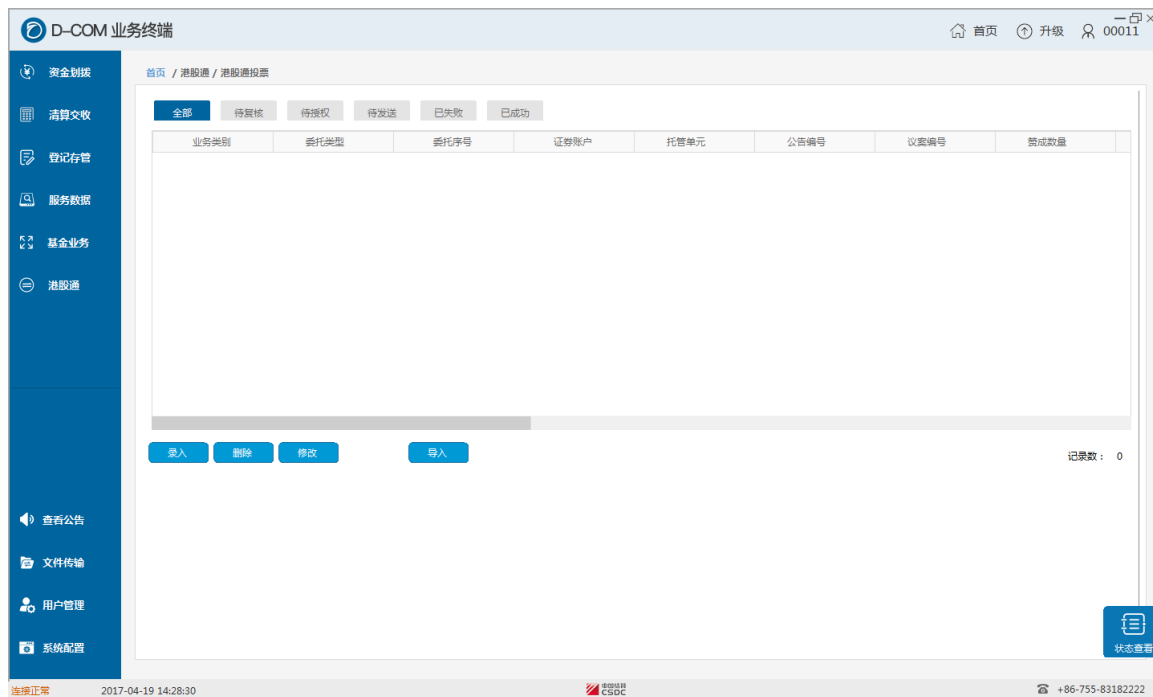 D-COM 业务终端
首页 升级 00011
资金划拨
清算交收
登记存管
服务数据
基金业务
港股通
查看公告
文件传输
用户管理
系统配置
首页 / 港股通 / 港股通投票
全部 待复核 待授权 待发送 已失败 已成功
业务类别 委托类型 委托序号 证券账户 托管单元 公告编号 议案编号 赞成数量
录入 删除 修改 导入 记录数： 0
状态查看
连接正常 2017-04-19 14:28:30 中国结算 CSDC +86-755-83182222